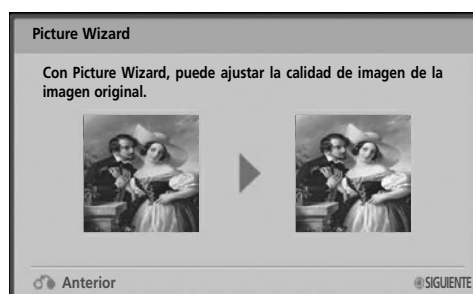 Picture Wizard
Con Picture Wizard, puede ajustar la calidad de imagen de la
imagen original.
Anterior
SIGUIENTE